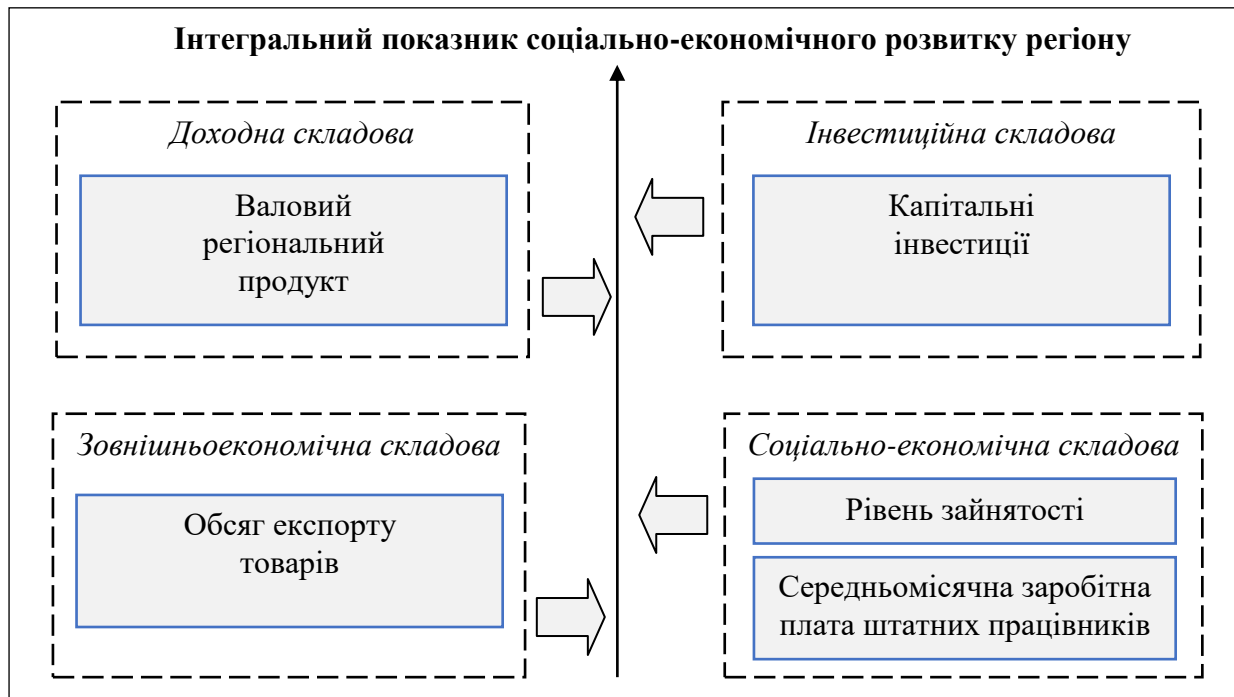 Інтегральний показник соціально-економічного розвитку регіону
Доходна складова
Валовий
регіональний
продукт
Інвестиційна складова
Капітальні
інвестиції
Зовнішньоекономічна складова
Обсяг експорту
товарів
Соціально-економічна складова
Рівень зайнятості
Середньомісячна заробітна
плата штатних працівників